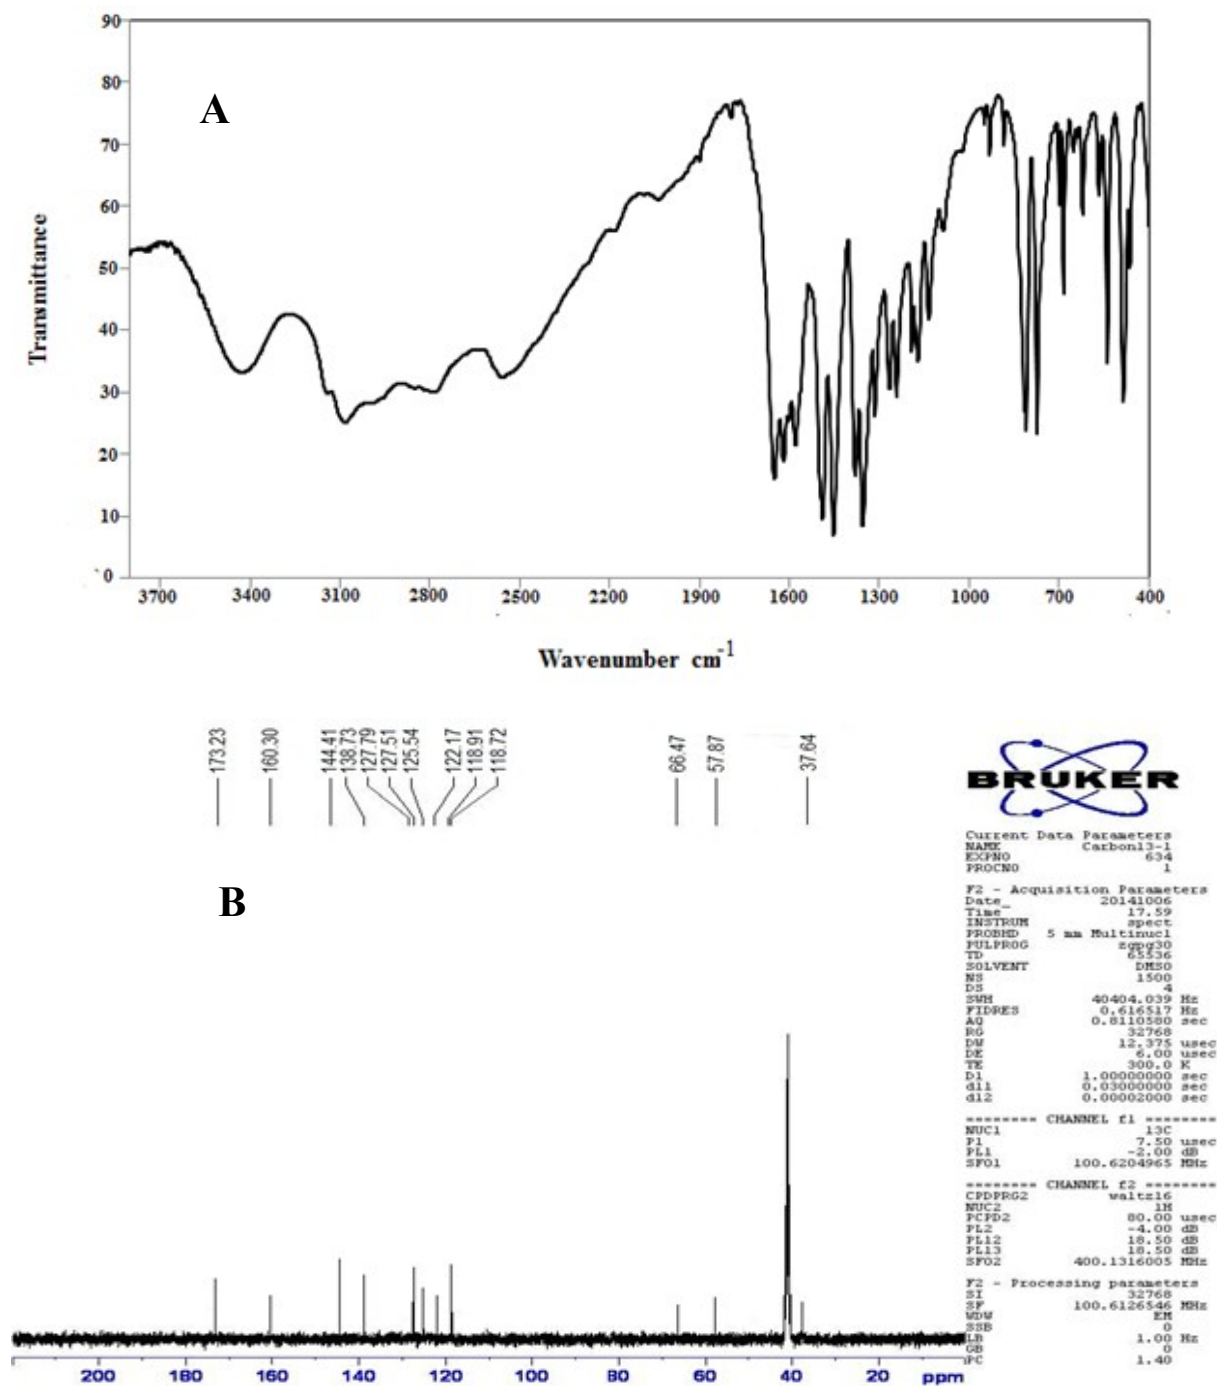 90
80
70
60
50
40
30
20
10
0
A
Transmittance
3700 3400 3100 2800 2500 2200 1900 1600 1300 1000 700 400
Wavenumber cm-1
173.23
160.30
144.41
138.73
127.79
127.51
125.54
122.17
118.91
118.72
66.47
57.87
37.64
B
BRUKER
Current Data Parameters
NAME Carbon13-1
EXPNO 634
PROCNO 1
F2 - Acquisition Parameters
Date_ 20141006
Time 17.59
INSTRUM spect
PROBHD 5 mm Multinucl
PULPROG zgpg30
TD 65536
SOLVENT DMSO
NS 1500
DS 4
SWH 40404.039 Hz
FIDRES 0.616517 Hz
AQ 0.8110580 sec
RG 32768
DW 12.375 usec
DE 6.00 usec
TE 300.0 K
D1 1.00000000 sec
d11 0.03000000 sec
d12 0.00002000 sec
======== CHANNEL f1 ========
NUC1 13C
P1 7.50 usec
PL1 -2.00 dB
SFO1 100.6204965 MHz
======== CHANNEL f2 ========
CPDPRG2 waltz16
NUC2 1H
PCPD2 80.00 usec
PL2 -4.00 dB
PL12 18.50 dB
PL13 18.50 dB
SFO2 400.1316005 MHz
F2 - Processing parameters
SI 32768
SF 100.6126546 MHz
WDW EM
SSB 0
LB 1.00 Hz
GB 0
PC 1.40
200 180 160 140 120 100 80 60 40 20 ppm